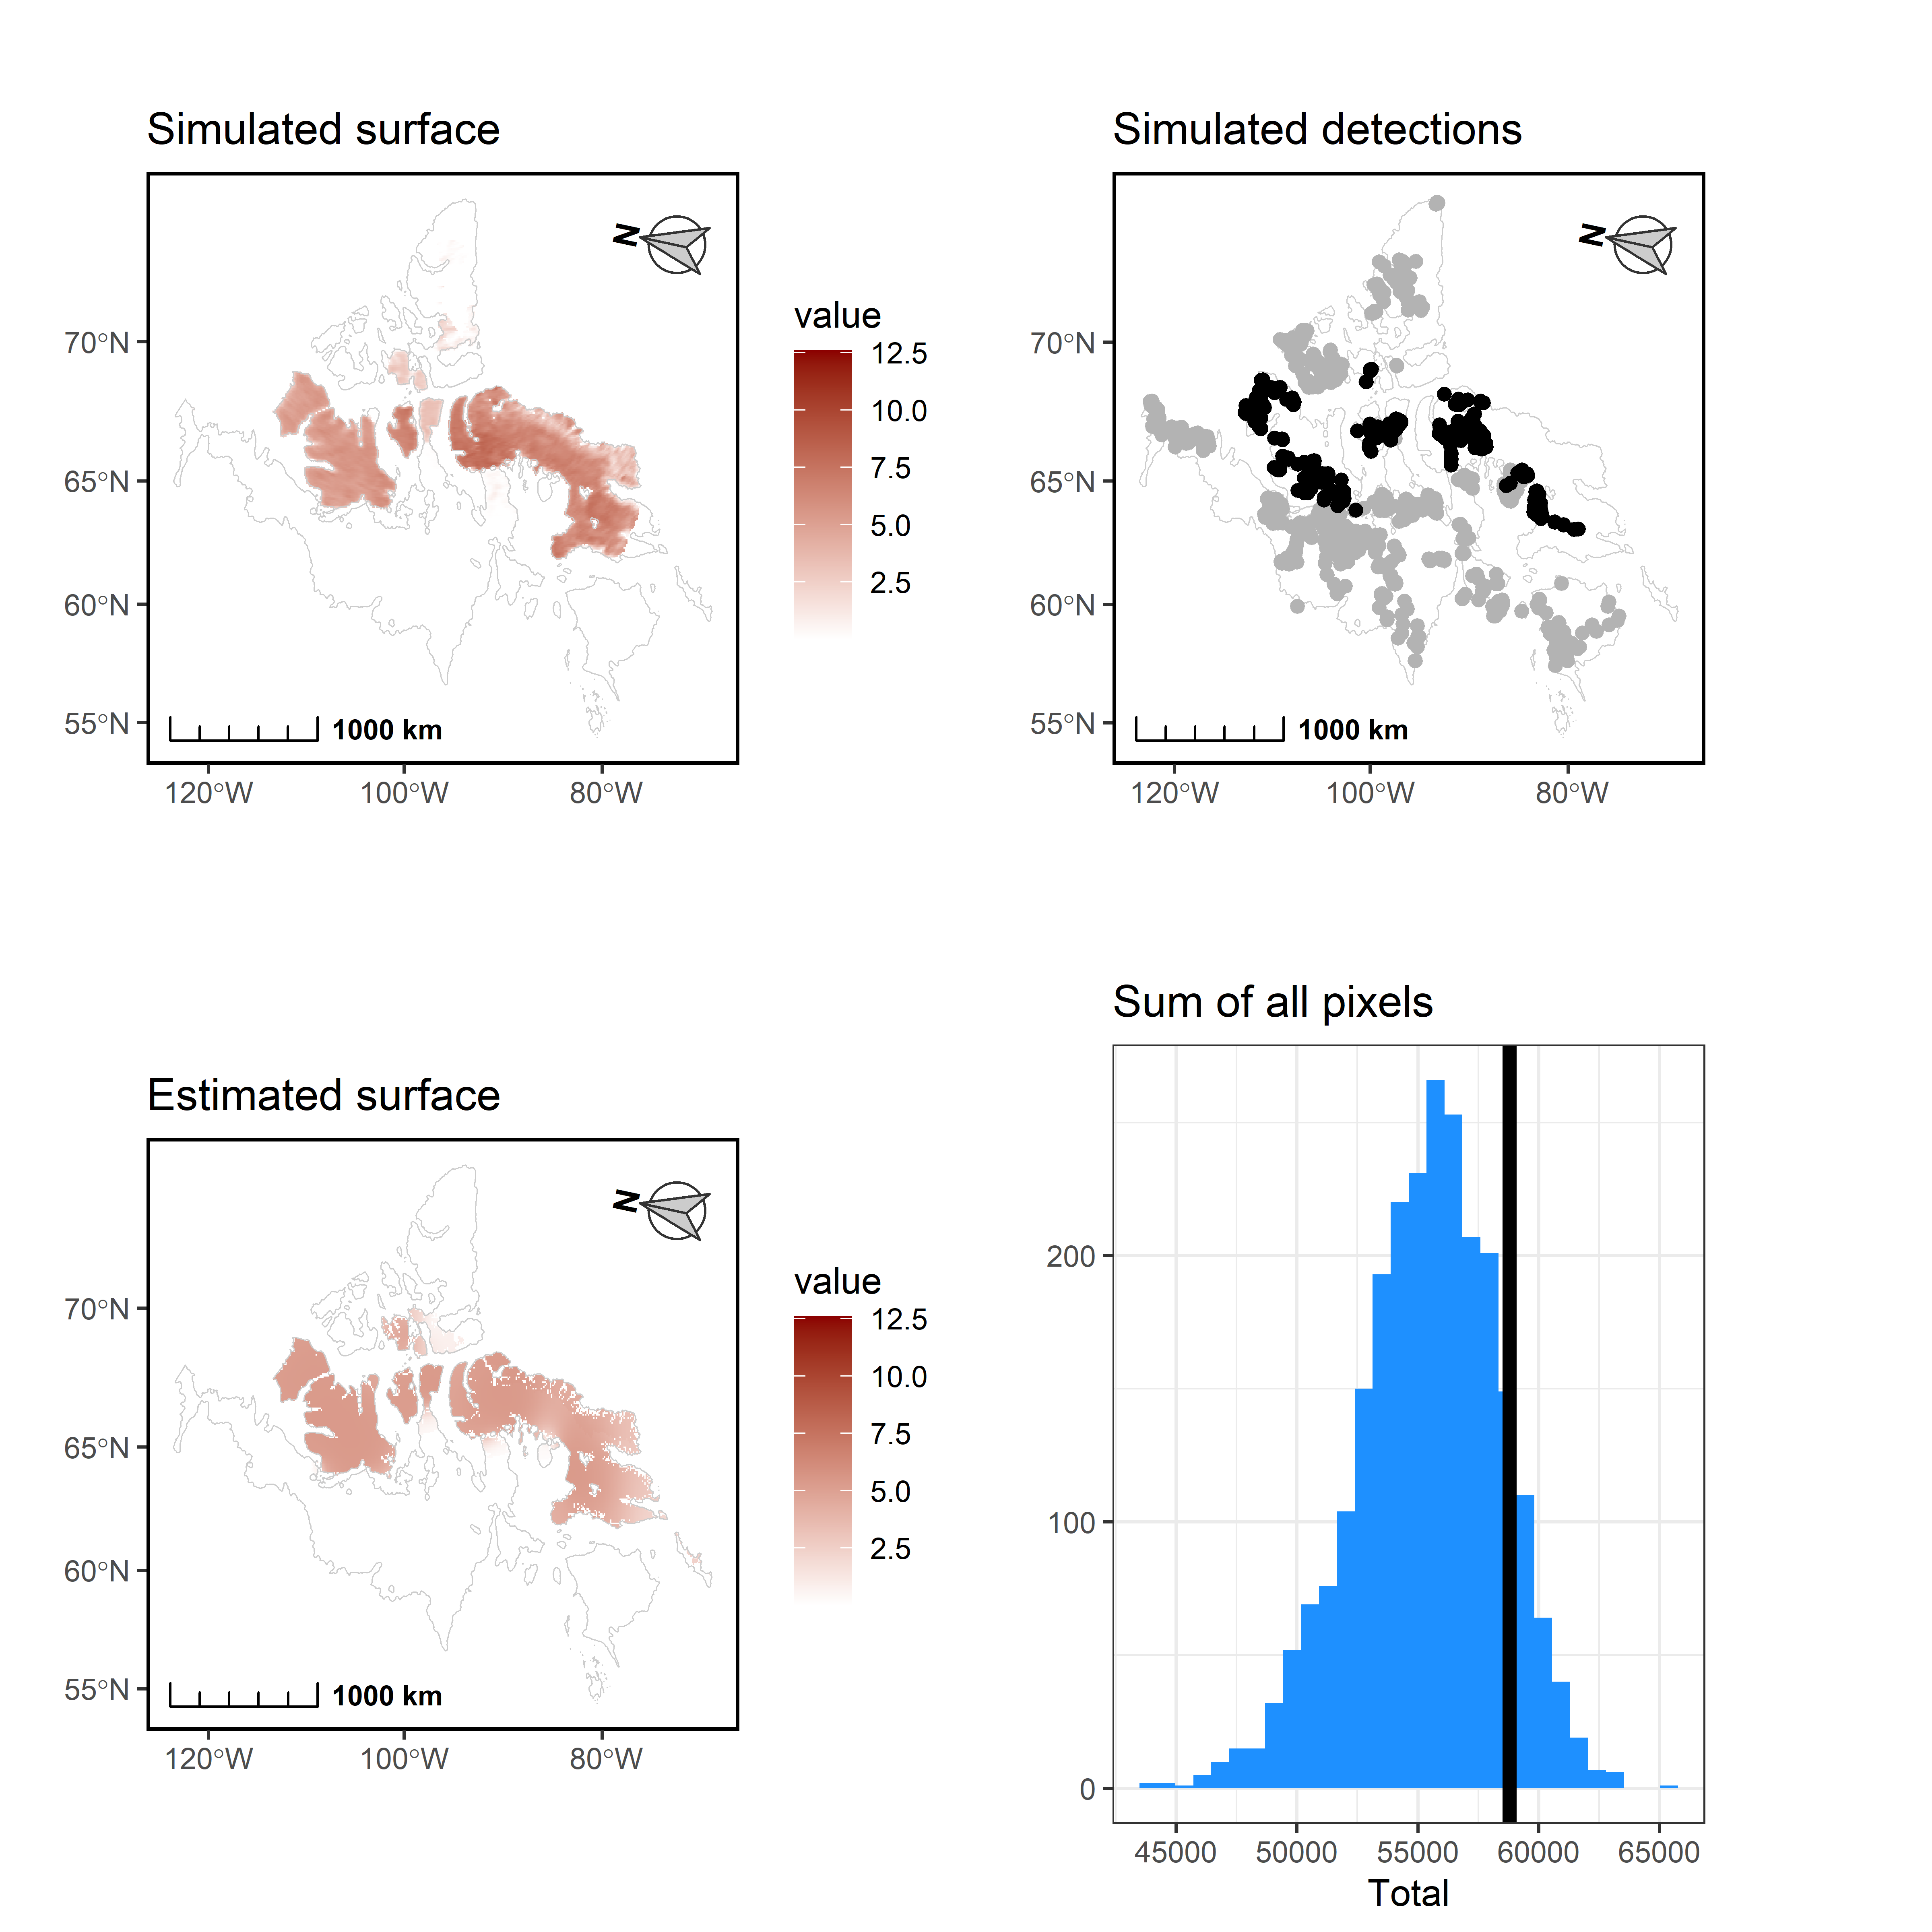 Simulated surface
N
70°N
65°N
60°N
55°N
1000 km
120°W 100°W 80°W
value
12.5
10.0
7.5
5.0
2.5
Simulated detections
N
70°N
65°N
60°N
55°N
1000 km
120°W 100°W 80°W
Estimated surface
N
70°N
65°N
60°N
55°N
1000 km
120°W 100°W 80°W
value
12.5
10.0
7.5
5.0
2.5
Sum of all pixels
200
100
0
45000 50000 55000 60000 65000
Total